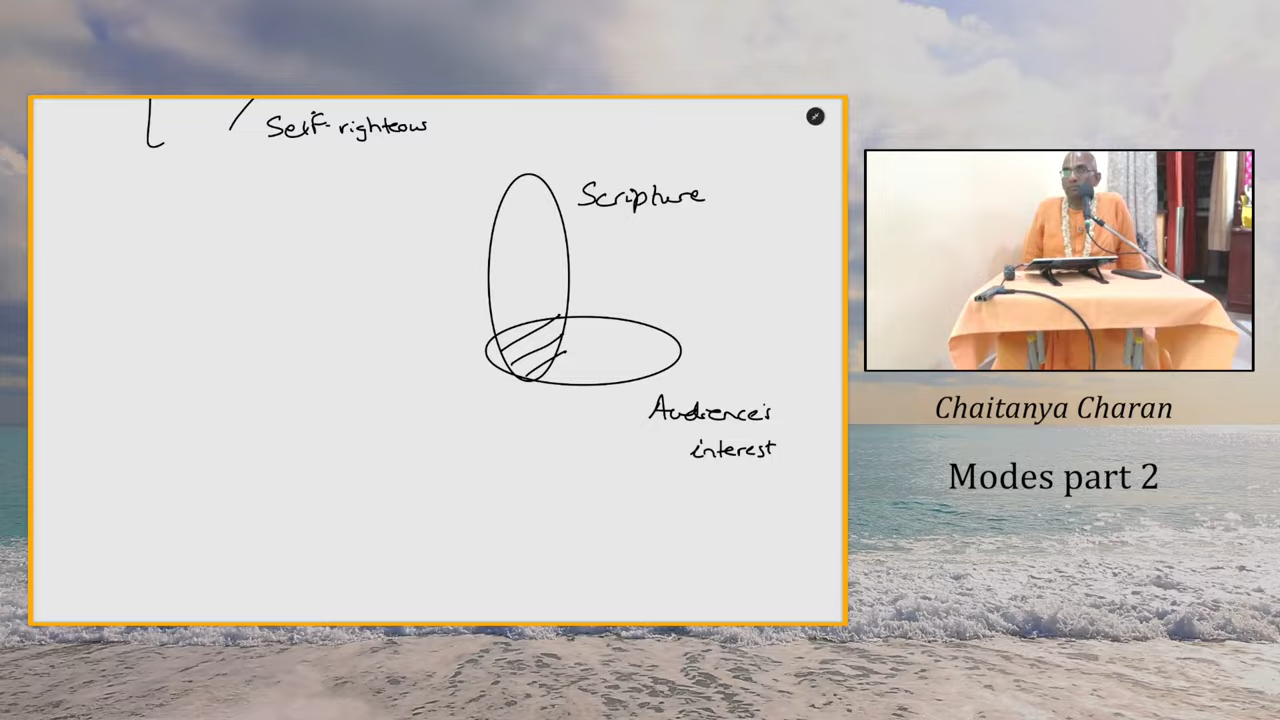 Self-righteous
Scripture
Audience's
interest
Chaitanya Charan
Modes part 2